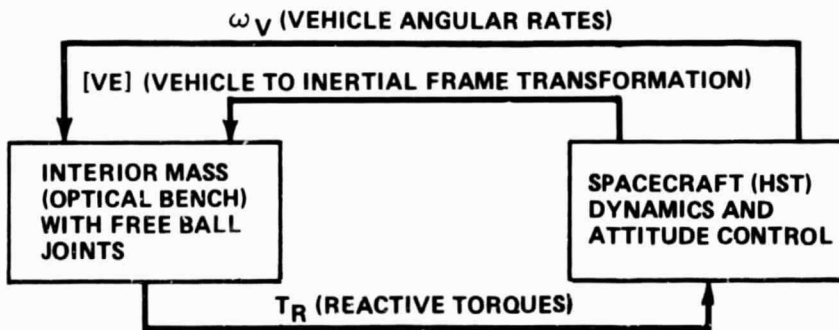 ω V (VEHICLE ANGULAR RATES)
[VE] (VEHICLE TO INERTIAL FRAME TRANSFORMATION)
INTERIOR MASS
(OPTICAL BENCH)
WITH FREE BALL
JOINTS
SPACECRAFT (HST)
DYNAMICS AND
ATTITUDE CONTROL
TR (REACTIVE TORQUES)